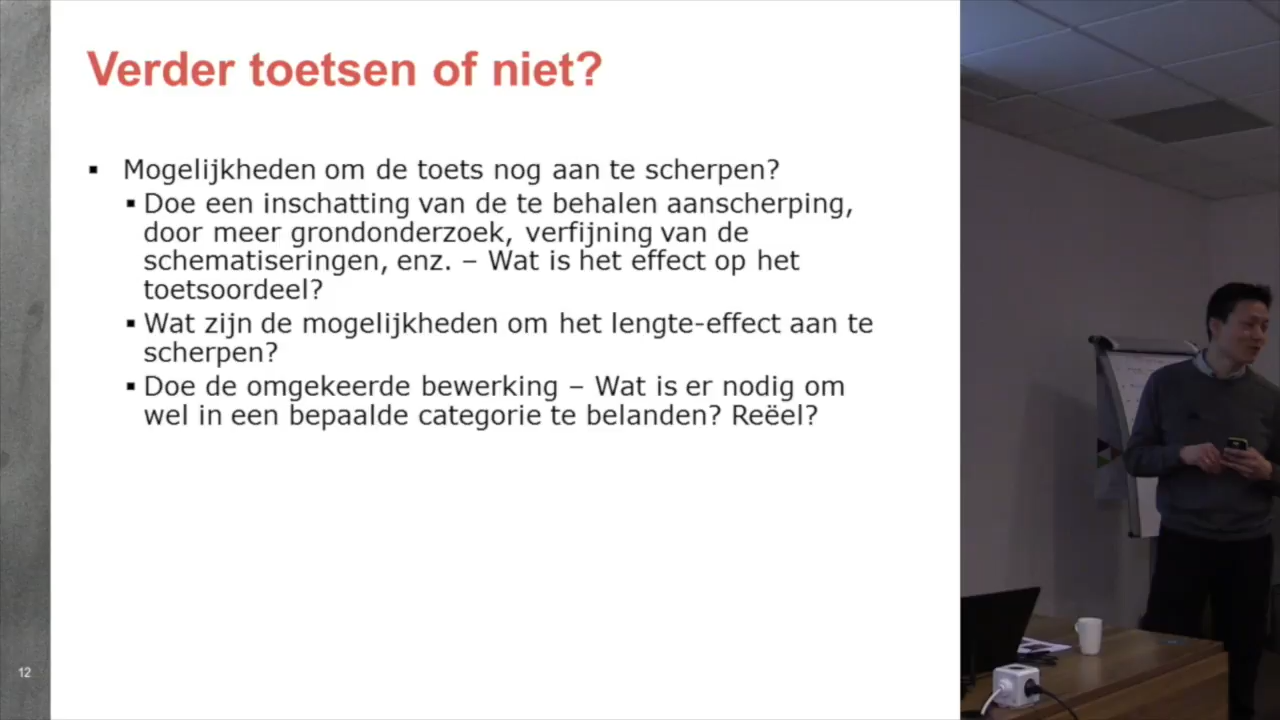 Verder toetsen of niet?
▪ Mogelijkheden om de toets nog aan te scherpen?
▪ Doe een inschatting van de te behalen aanscherping,
door meer grondonderzoek, verfijning van de
schematiseringen, enz. – Wat is het effect op het
toetsoordeel?
▪ Wat zijn de mogelijkheden om het lengte-effect aan te
scherpen?
▪ Doe de omgekeerde bewerking – Wat is er nodig om
wel in een bepaalde categorie te belanden? Reëel?
12